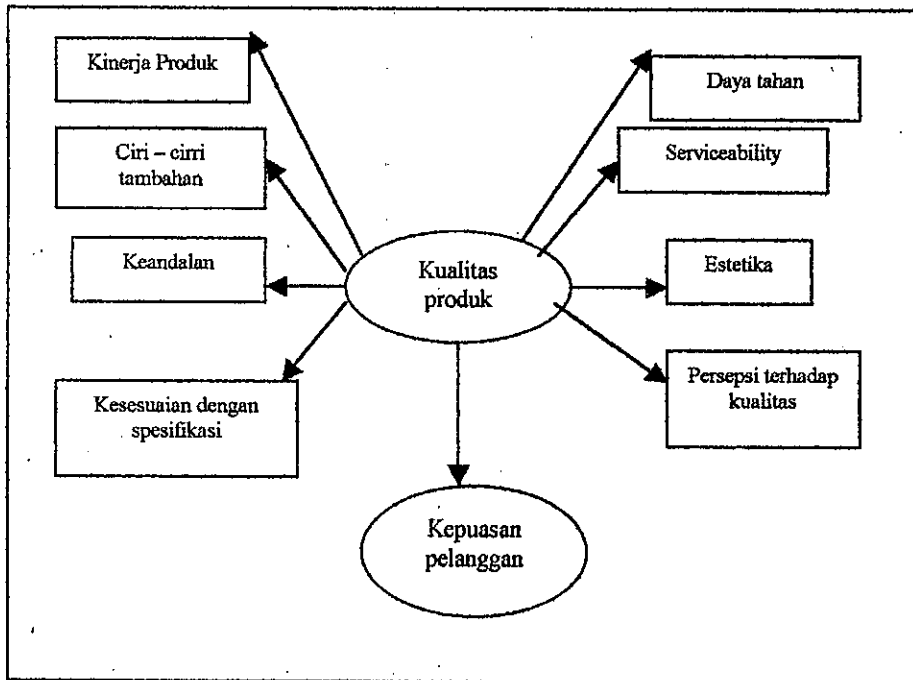 Kinerja Produk
Daya tahan
Ciri – cirri
tambahan
Serviceability
Kualitas
produk
Keandalan
Estetika
Kesesuaian dengan
spesifikasi
Persepsi terhadap
kualitas
Kepuasan
pelanggan